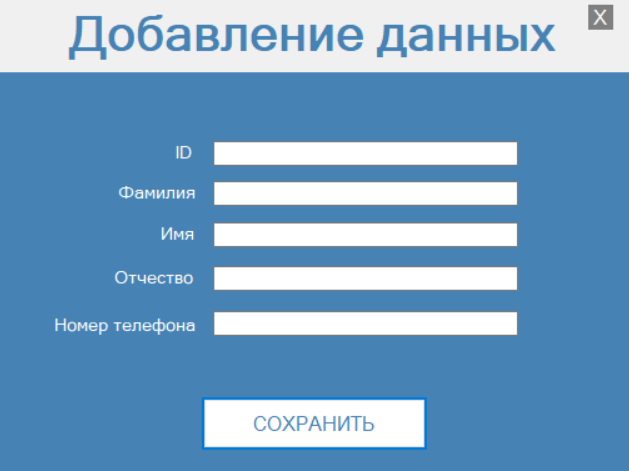 Добавление данных
X
ID
Фамилия
Имя
Отчество
Номер телефона
СОХРАНИТЬ